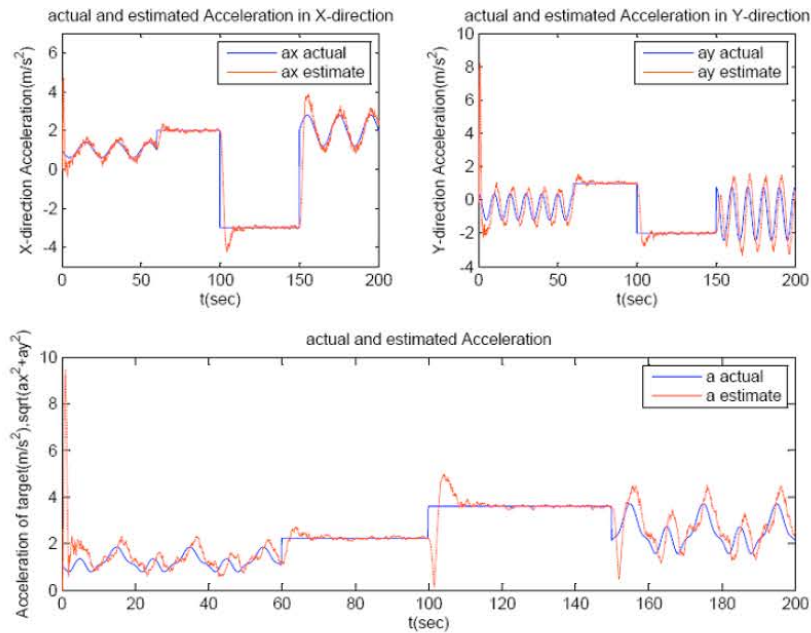 actual and estimated Acceleration in X-direction
X-direction Acceleration(m/s²)
6
4
2
0
-2
-4
ax actual
ax estimate
0 50 100 150 200
t(sec)
actual and estimated Acceleration in Y-direction
Y-direction Acceleration(m/s²)
10
8
6
4
2
0
-2
-4
ay actual
ay estimate
0 50 100 150 200
t(sec)
actual and estimated Acceleration
Acceleration of target(m/s²),sqrt(ax²+ay²)
10
8
6
4
2
0
a actual
a estimate
0 20 40 60 80 100 120 140 160 180 200
t(sec)